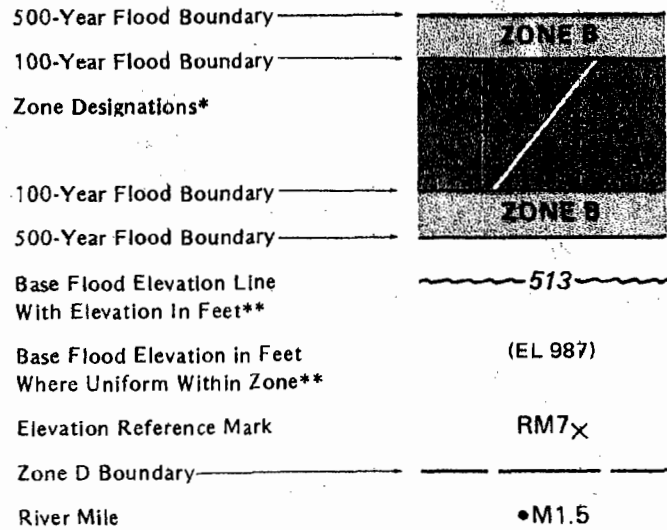 500-Year Flood Boundary
ZONE B
100-Year Flood Boundary
Zone Designations*
100-Year Flood Boundary
ZONE B
500-Year Flood Boundary
Base Flood Elevation Line
With Elevation In Feet**
513
Base Flood Elevation in Feet
Where Uniform Within Zone**
(EL 987)
Elevation Reference Mark
RM7×
Zone D Boundary
River Mile
•M1.5